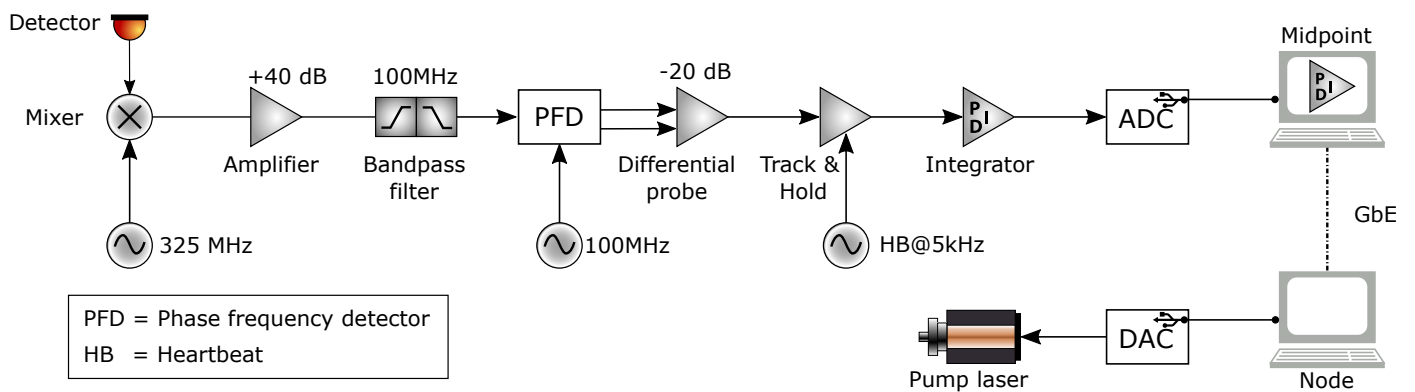 Detector
Mixer
325 MHz
+40 dB
Amplifier
100MHz
Bandpass
filter
PFD
100MHz
-20 dB
Differential
probe
Track &
Hold
HB@5kHz
P I
D
Integrator
ADC
Midpoint
P I
D
GbE
Node
DAC
Pump laser
PFD = Phase frequency detector
HB = Heartbeat